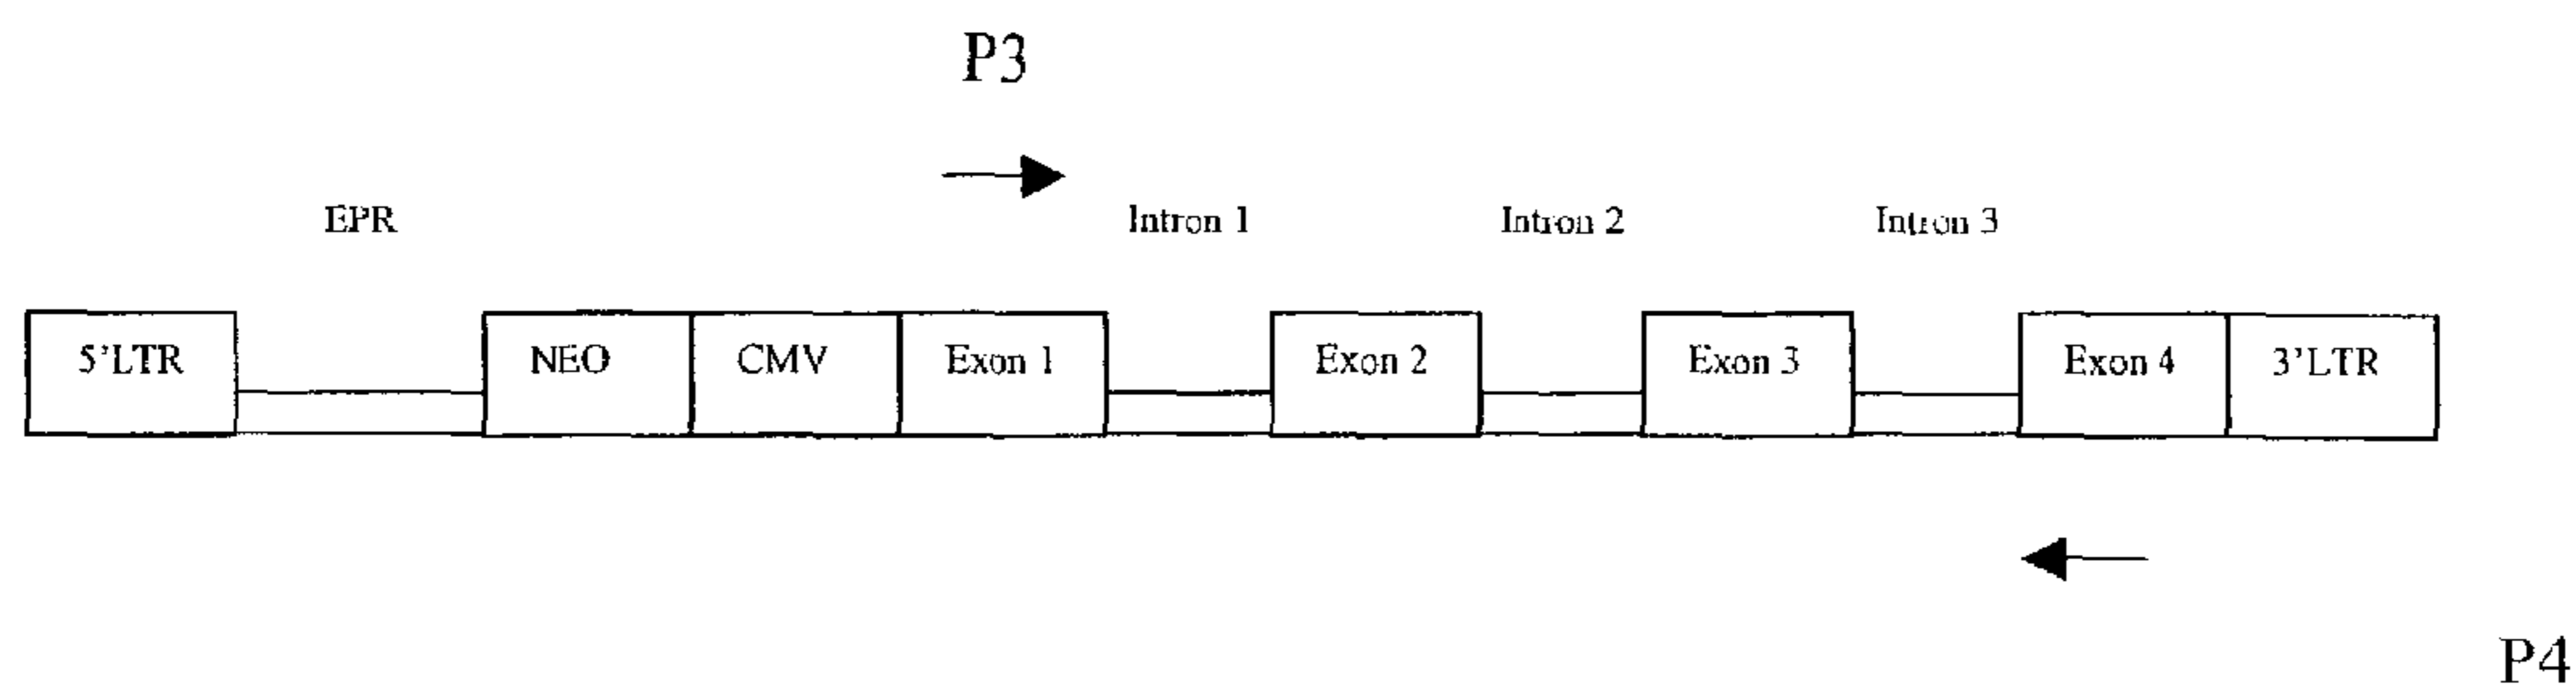 P3
EPR Intron 1 Intron 2 Intron 3
5'LTR NEO CMV Exon 1 Exon 2 Exon 3 Exon 4 3'LTR
P4